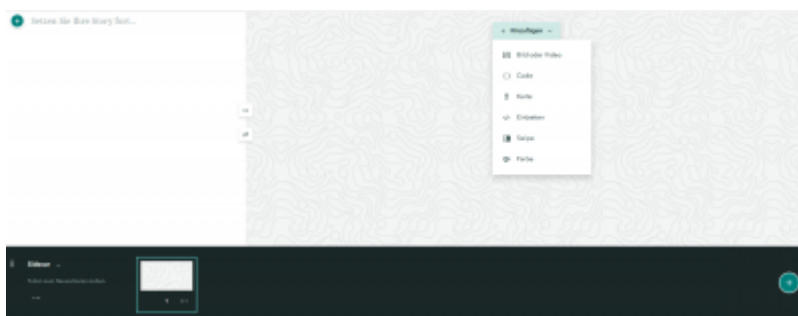 Setzen Sie Ihre Story fort...
+ Hinzufügen
Bild oder Video
Code
Karte
Einbetten
Swipe
Farbe
Sidecar